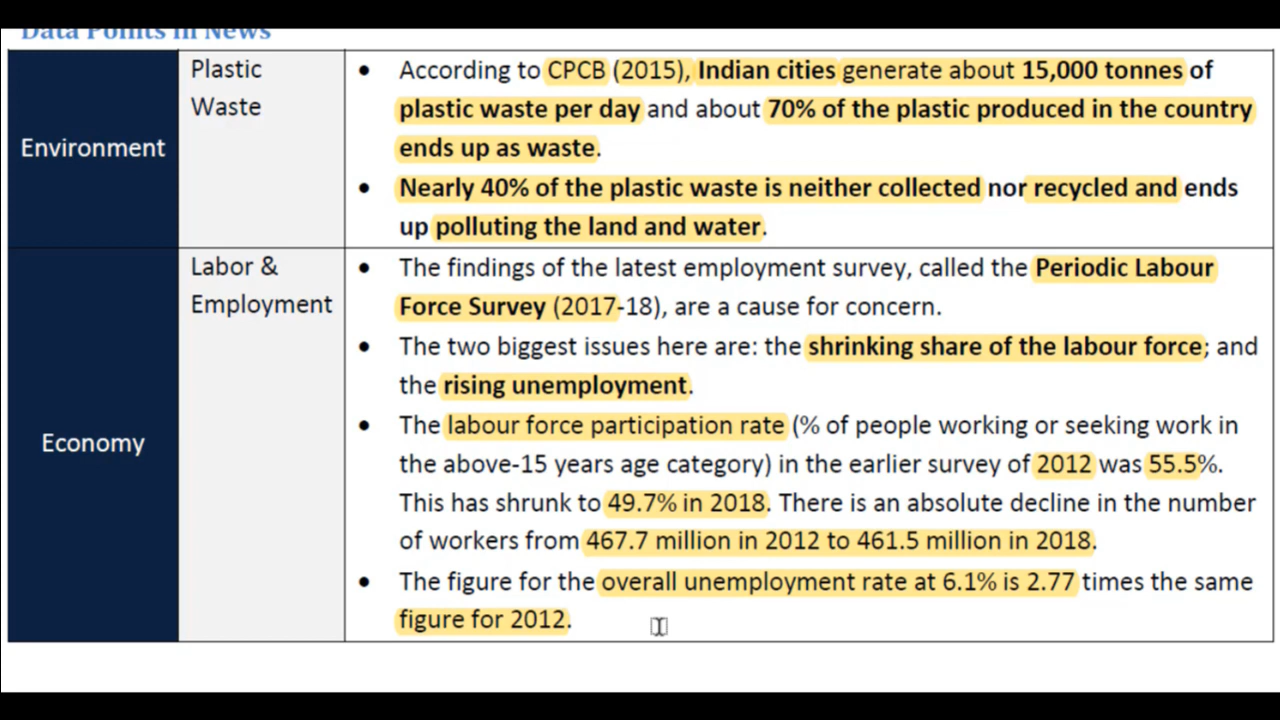 Data Points in News
Environment
Plastic
Waste
• According to CPCB (2015), Indian cities generate about 15,000 tonnes of
plastic waste per day and about 70% of the plastic produced in the country
ends up as waste.
• Nearly 40% of the plastic waste is neither collected nor recycled and ends
up polluting the land and water.
Economy
Labor &
Employment
• The findings of the latest employment survey, called the Periodic Labour
Force Survey (2017-18), are a cause for concern.
• The two biggest issues here are: the shrinking share of the labour force; and
the rising unemployment.
• The labour force participation rate (% of people working or seeking work in
the above-15 years age category) in the earlier survey of 2012 was 55.5%.
This has shrunk to 49.7% in 2018. There is an absolute decline in the number
of workers from 467.7 million in 2012 to 461.5 million in 2018.
• The figure for the overall unemployment rate at 6.1% is 2.77 times the same
figure for 2012.